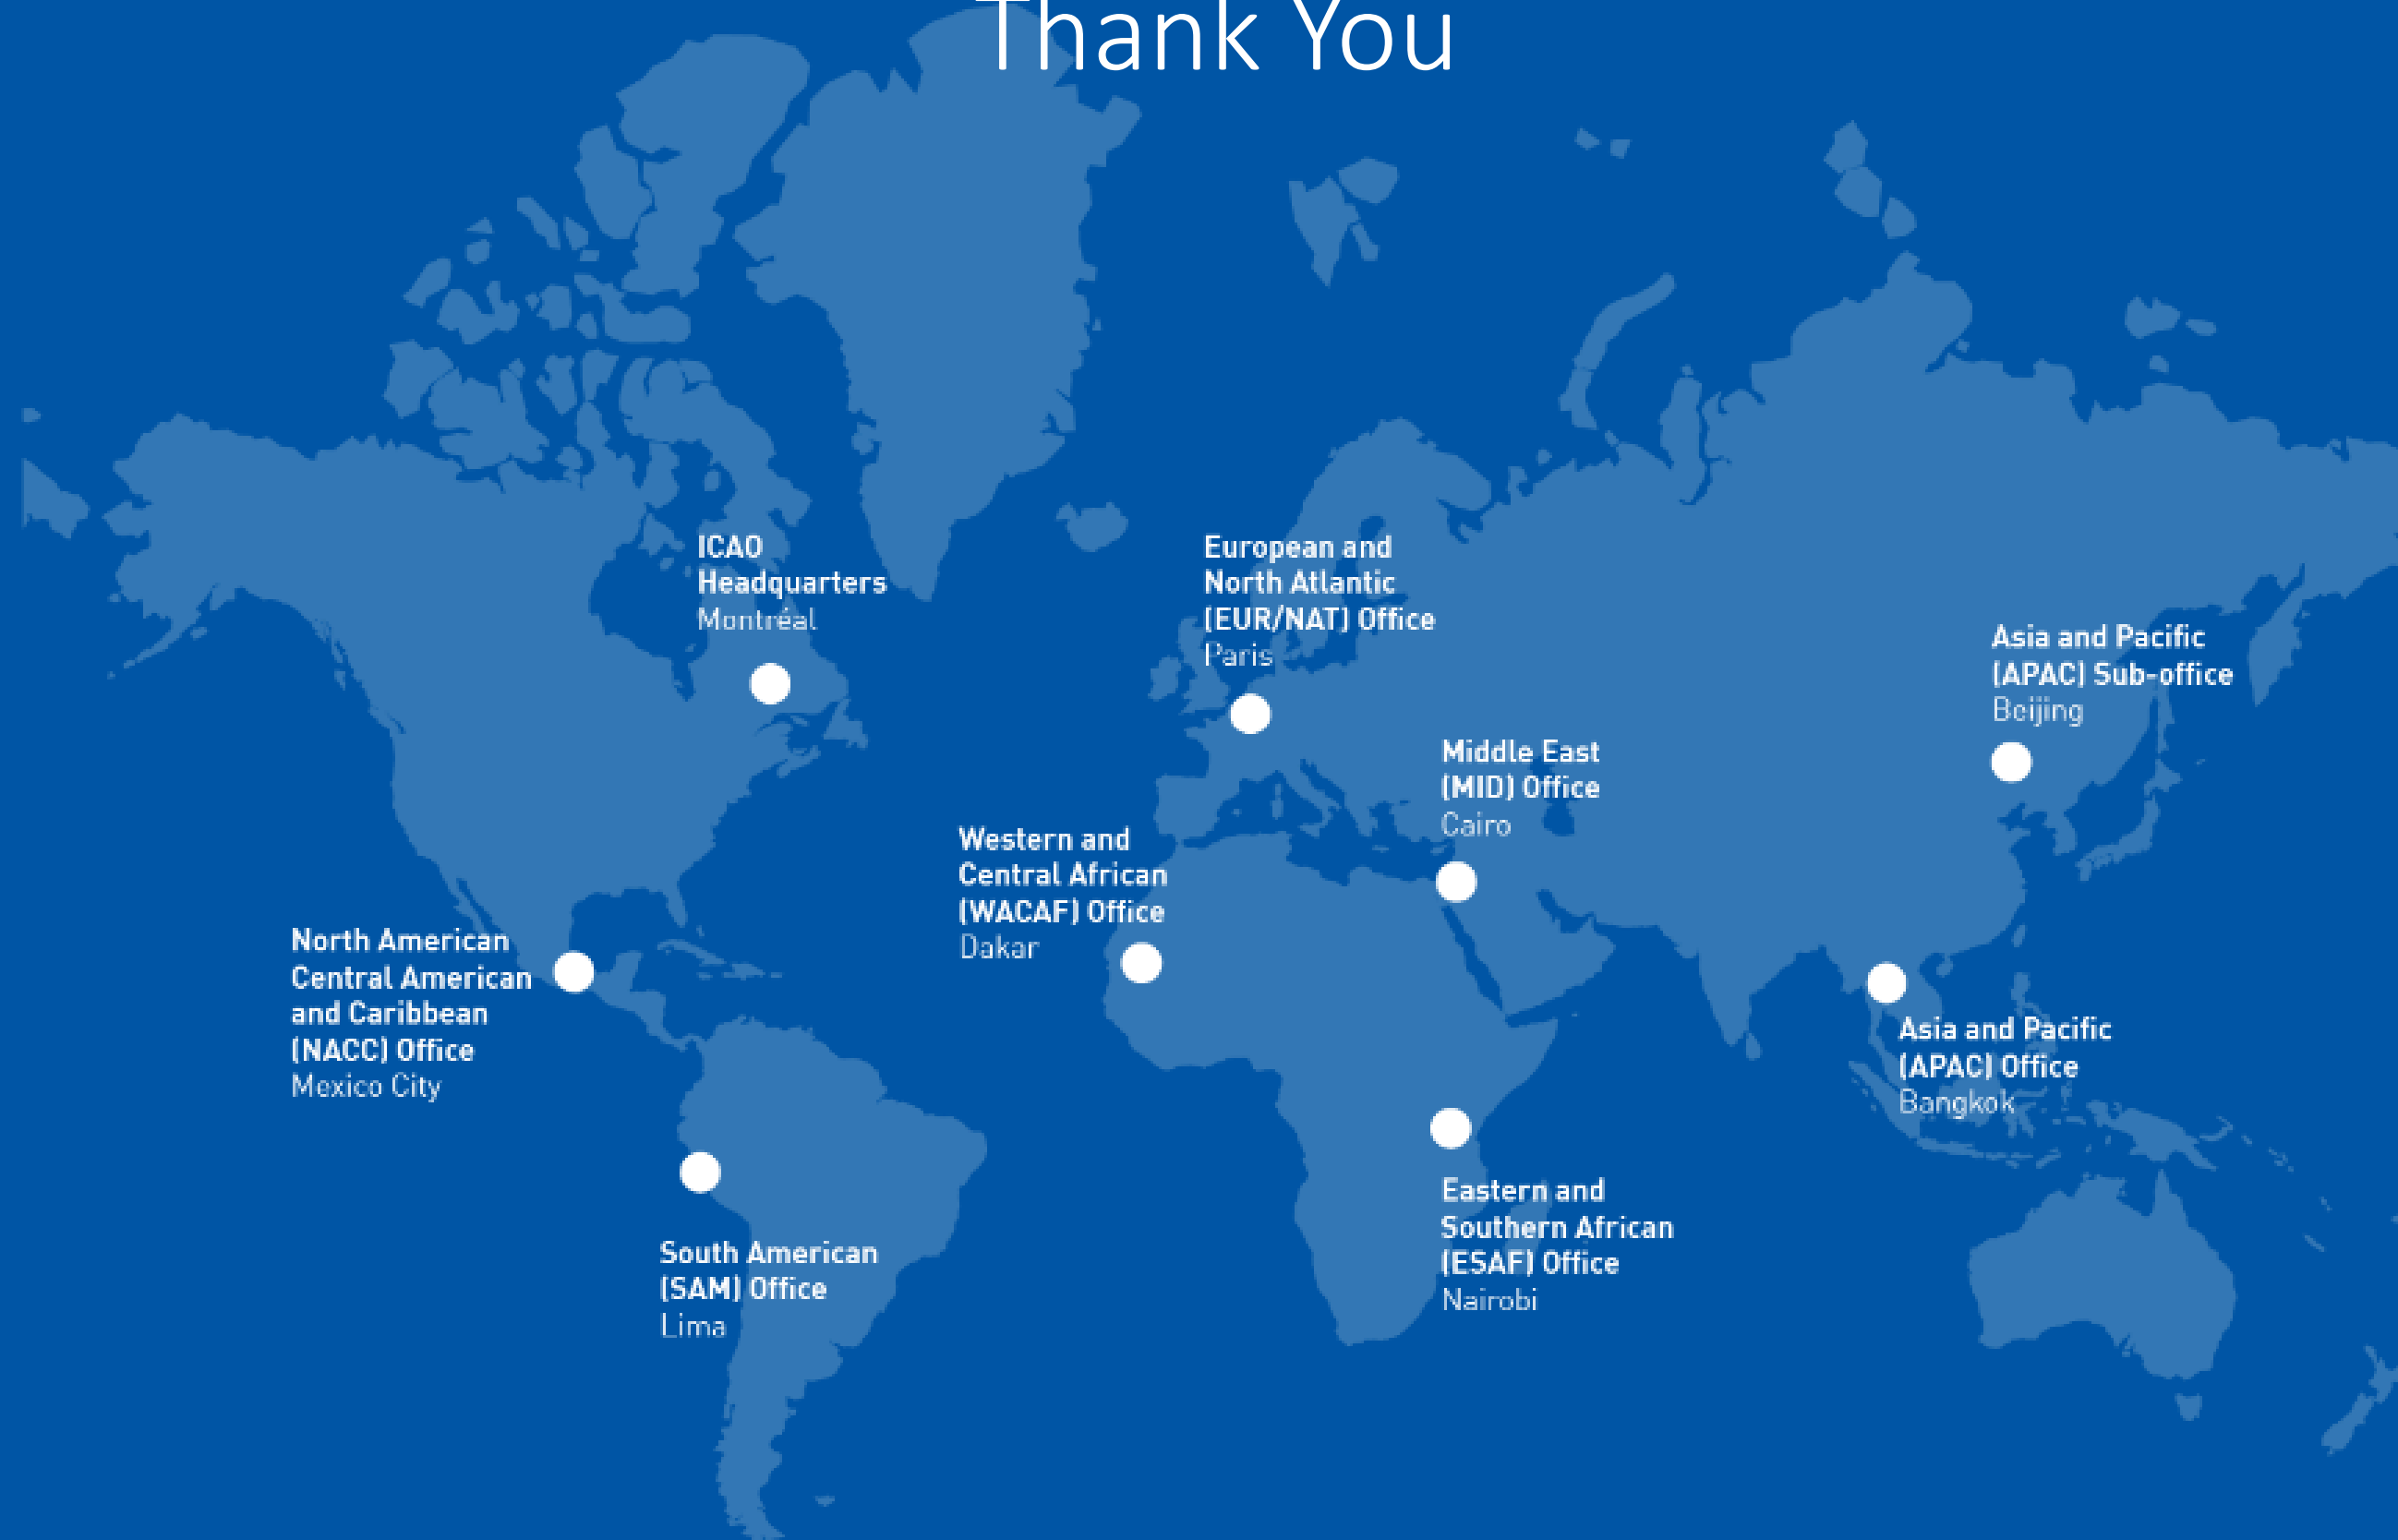 Thank You
ICAO
Headquarters
Montréal
European and
North Atlantic
(EUR/NAT) Office
Paris
Asia and Pacific
(APAC) Sub-office
Beijing
Middle East
(MID) Office
Cairo
Western and
Central African
(WACAF) Office
Dakar
North American
Central American
and Caribbean
(NACC) Office
Mexico City
Asia and Pacific
(APAC) Office
Bangkok
South American
(SAM) Office
Lima
Eastern and
Southern African
(ESAF) Office
Nairobi